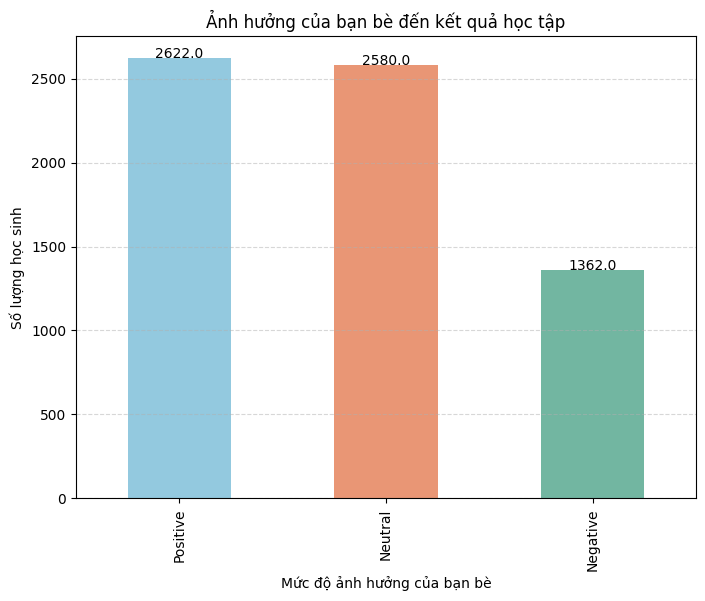 Ảnh hưởng của bạn bè đến kết quả học tập
2622.0
2580.0
1362.0
2500
2000
1500
1000
500
0
Số lượng học sinh
Positive
Neutral
Negative
Mức độ ảnh hưởng của bạn bè